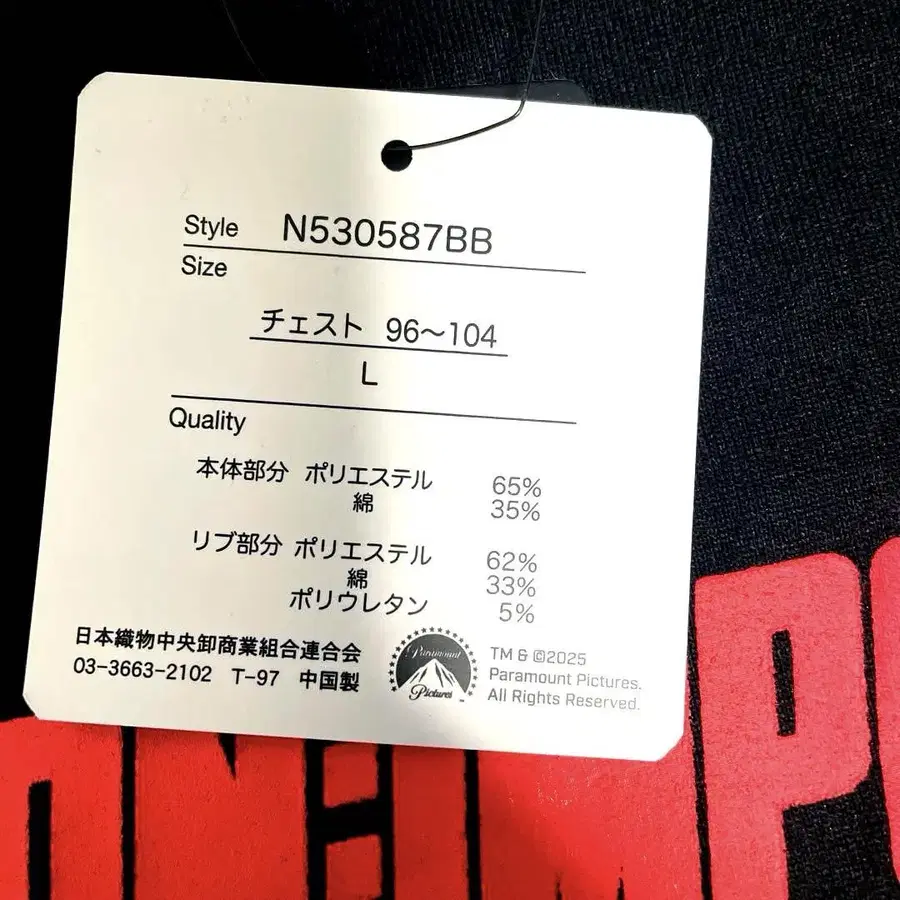 Style N530587BB
Size
チェスト 96～104
L
Quality
本体部分 ポリエステル 65%
綿 35%
リブ部分 ポリエステル 62%
綿 33%
ポリウレタン 5%
日本織物中央卸商業組合連合会
03-3663-2102 T-97 中国製
Paramount
Pictures
TM & ©2025
Paramount Pictures.
All Rights Reserved.